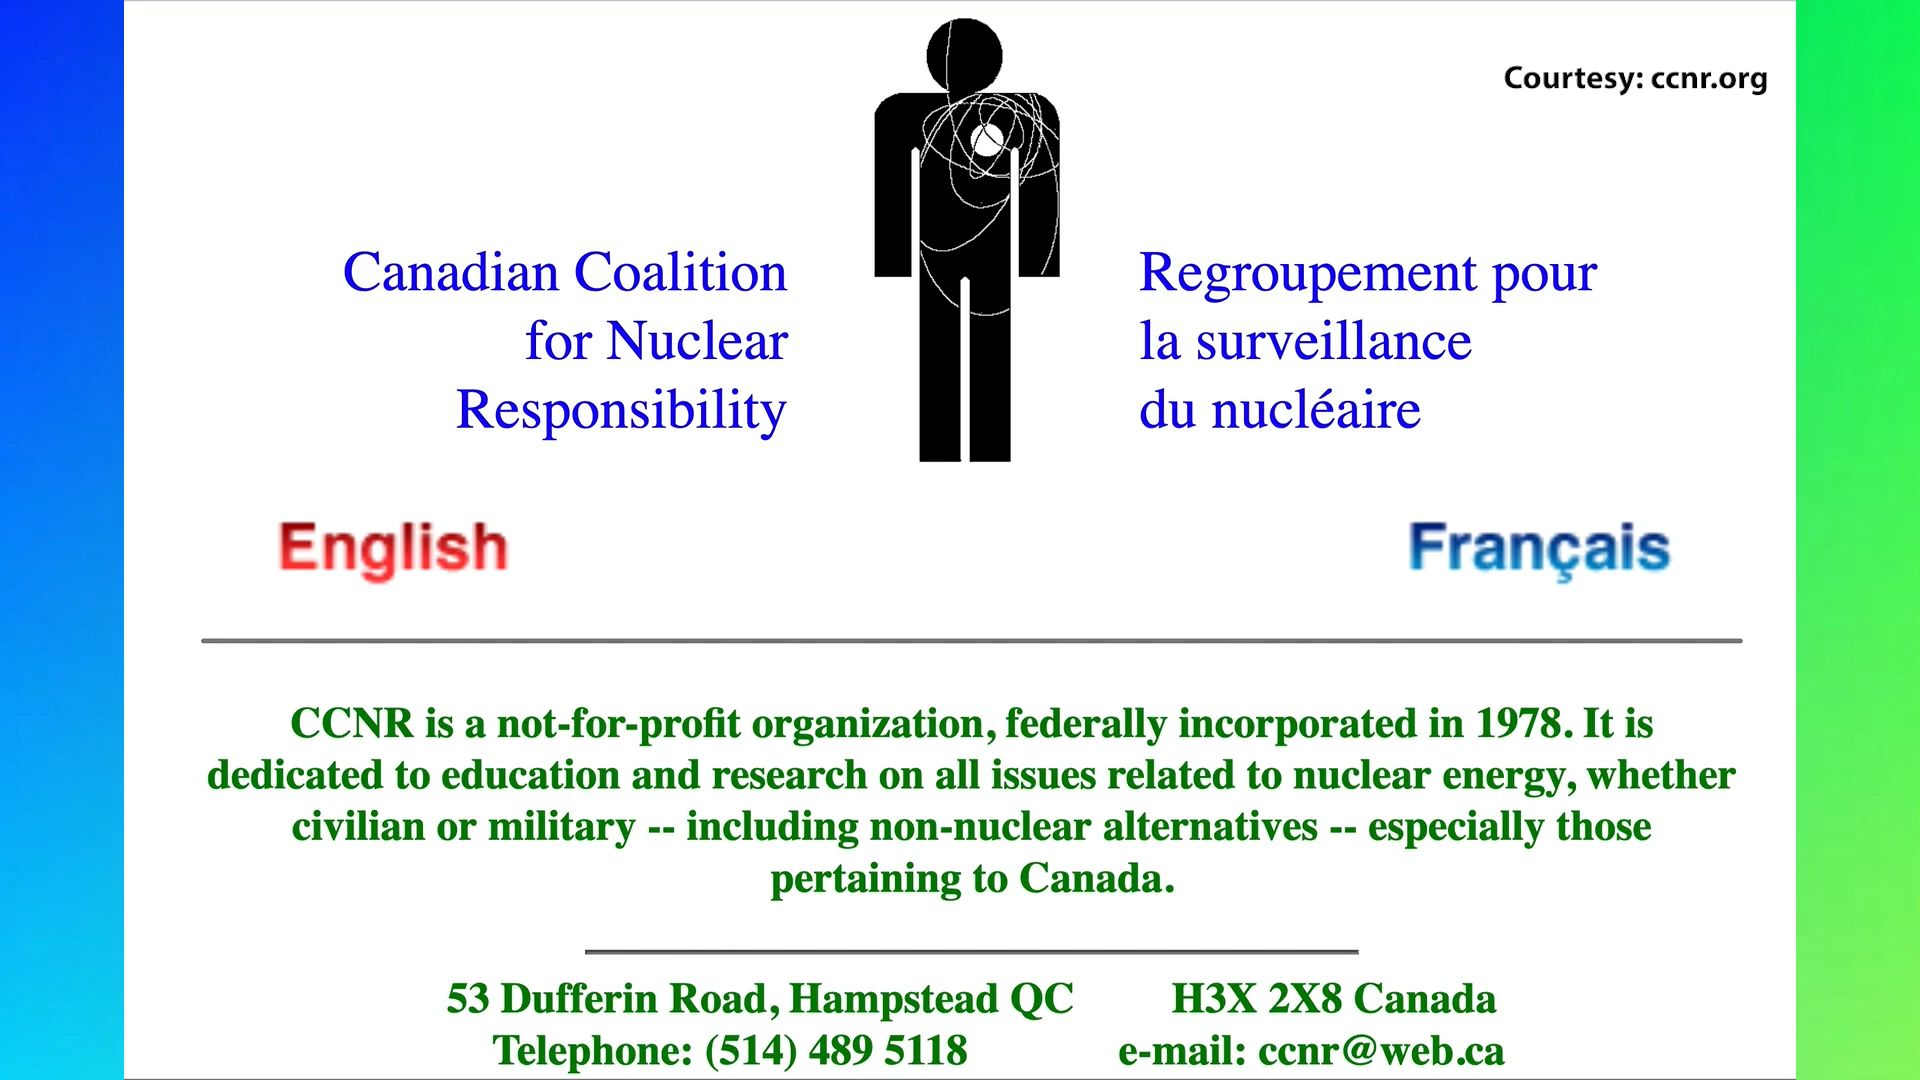 Courtesy: ccnr.org
Canadian Coalition
for Nuclear
Responsibility
Regroupement pour
la surveillance
du nucléaire
English
Français
CCNR is a not-for-profit organization, federally incorporated in 1978. It is
dedicated to education and research on all issues related to nuclear energy, whether
civilian or military -- including non-nuclear alternatives -- especially those
pertaining to Canada.
53 Dufferin Road, Hampstead QC H3X 2X8 Canada
Telephone: (514) 489 5118 e-mail: ccnr@web.ca